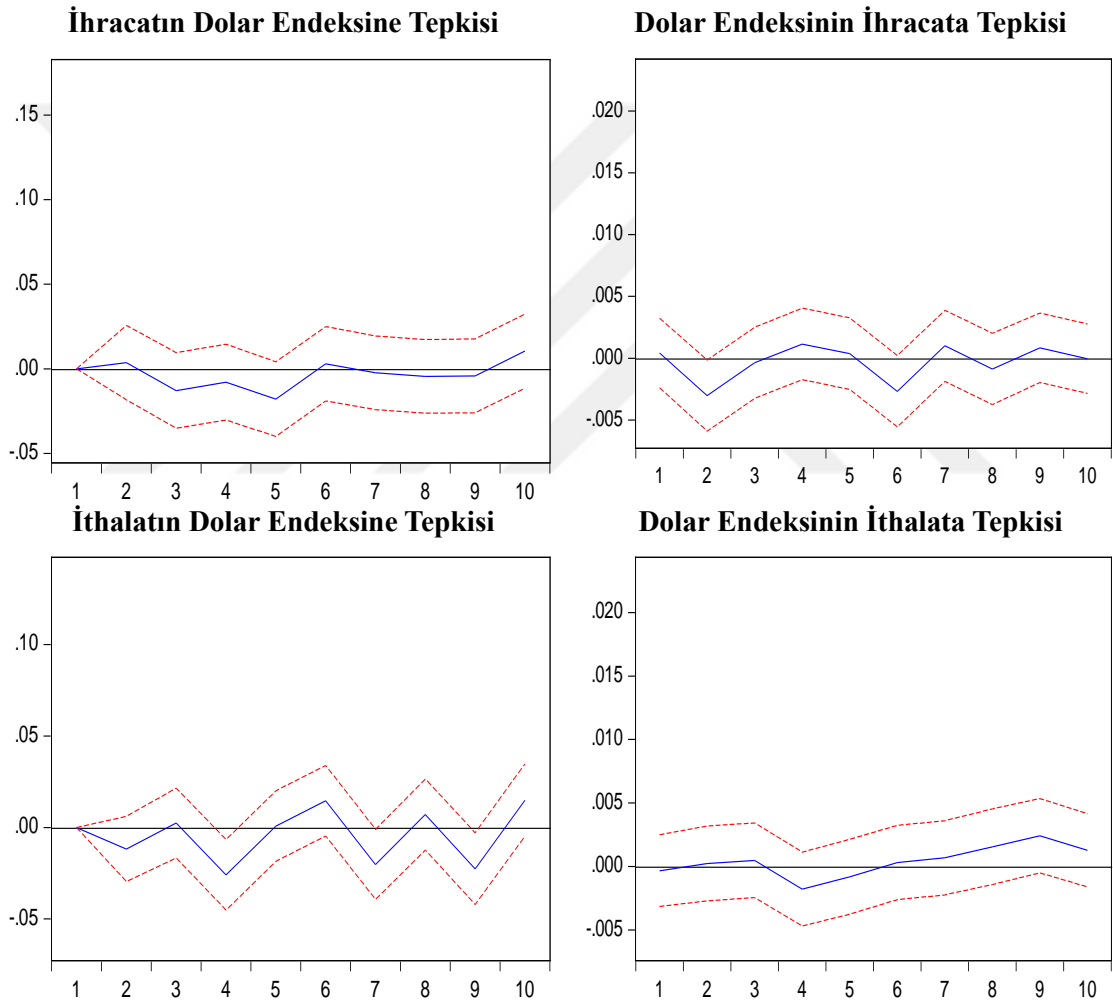 İhracatın Dolar Endeksine Tepkisi
.15
.10
.05
.00
-.05
1 2 3 4 5 6 7 8 9 10
Dolar Endeksinin İhracata Tepkisi
.020
.015
.010
.005
.000
-.005
1 2 3 4 5 6 7 8 9 10
İthalatın Dolar Endeksine Tepkisi
.10
.05
.00
-.05
1 2 3 4 5 6 7 8 9 10
Dolar Endeksinin İthalata Tepkisi
.020
.015
.010
.005
.000
-.005
1 2 3 4 5 6 7 8 9 10